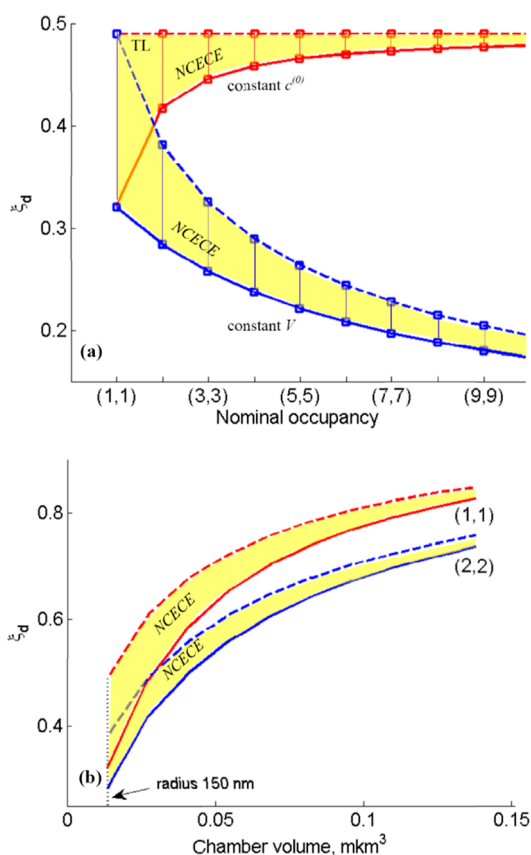 0.5
TL
NCECE
constant c⁽⁰⁾
0.4
ξd
0.3
NCECE
constant V
0.2
(a)
(1,1) (3,3) (5,5) (7,7) (9,9)
Nominal occupancy
0.8
(1,1)
(2,2)
ξd
0.6
NCECE
NCECE
0.4
(b)
radius 150 nm
0 0.05 0.1 0.15
Chamber volume, mkm³